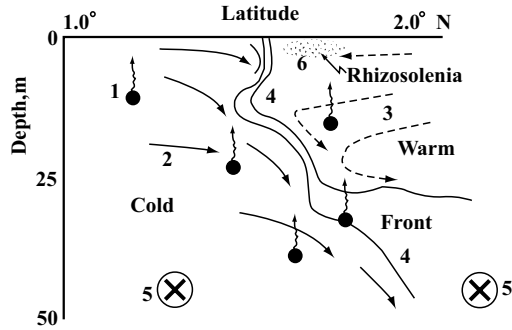 Latitude
1.0° 2.0° N
0
6
Rhizosolenia
1
4
3
Depth,m
2
Warm
25
Cold
Front
4
5
5
50